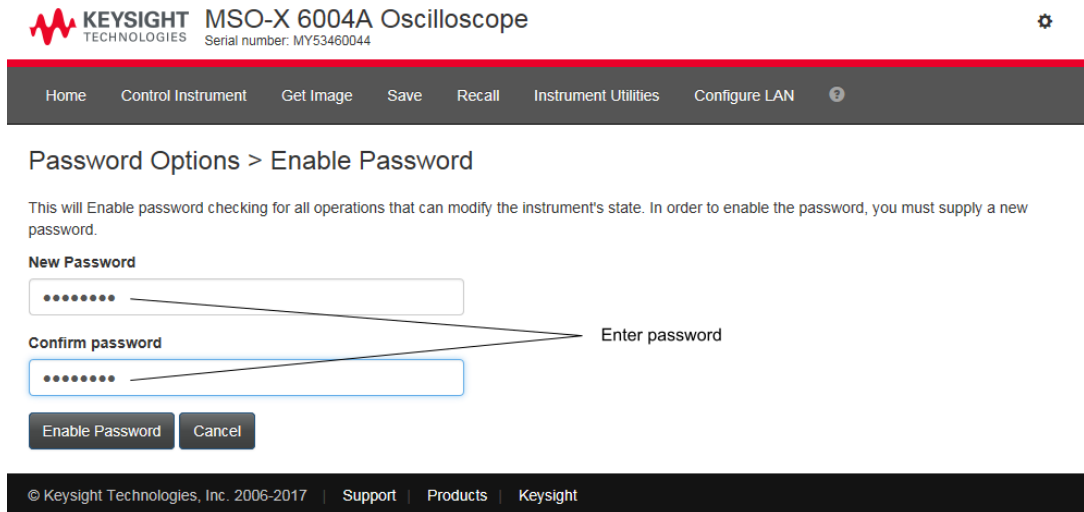 KEYSIGHT
TECHNOLOGIES
MSO-X 6004A Oscilloscope
Serial number: MY53460044
Home Control Instrument Get Image Save Recall Instrument Utilities Configure LAN ?
Password Options > Enable Password
This will Enable password checking for all operations that can modify the instrument's state. In order to enable the password, you must supply a new
password.
New Password
••••••••
Enter password
Confirm password
••••••••
Enable Password Cancel
© Keysight Technologies, Inc. 2006-2017 | Support | Products | Keysight